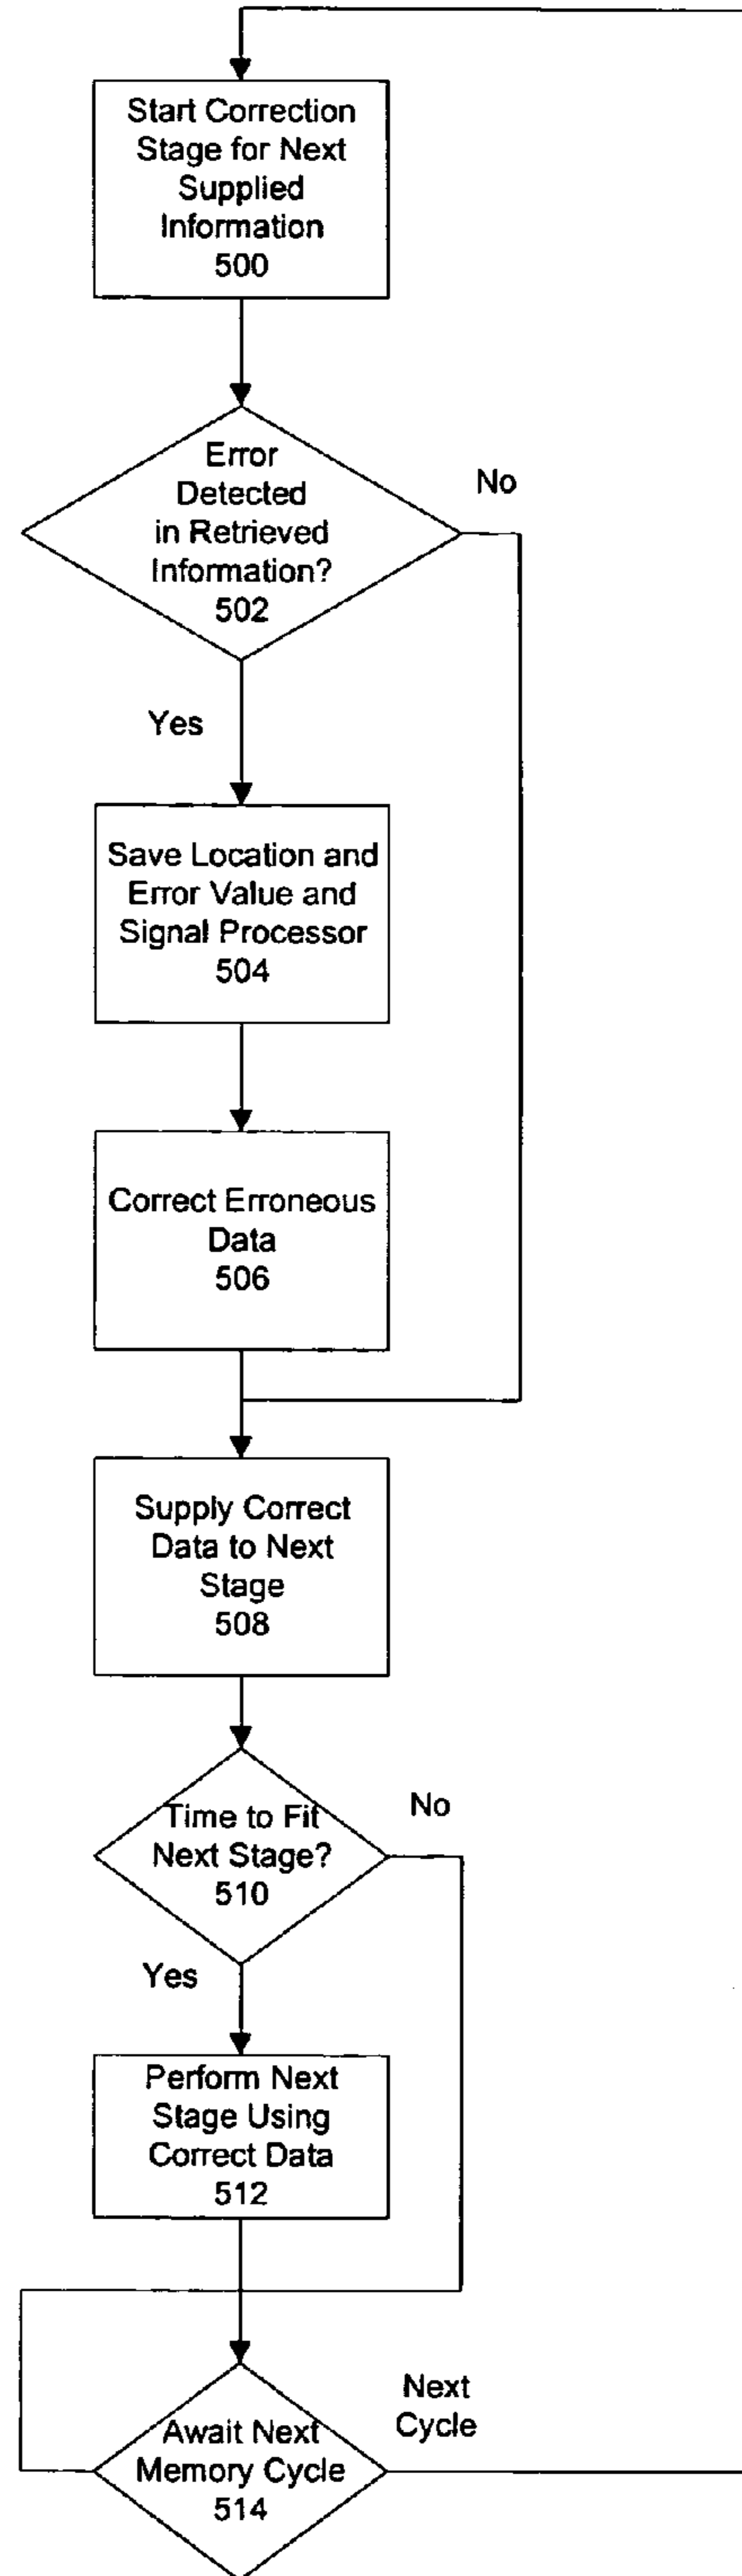 Start Correction
Stage for Next
Supplied
Information
500
Error
Detected
in Retrieved
Information?
502
No
Yes
Save Location and
Error Value and
Signal Processor
504
Correct Erroneous
Data
506
Supply Correct
Data to Next
Stage
508
Time to Fit
Next Stage?
510
No
Yes
Perform Next
Stage Using
Correct Data
512
Next
Cycle
Await Next
Memory Cycle
514